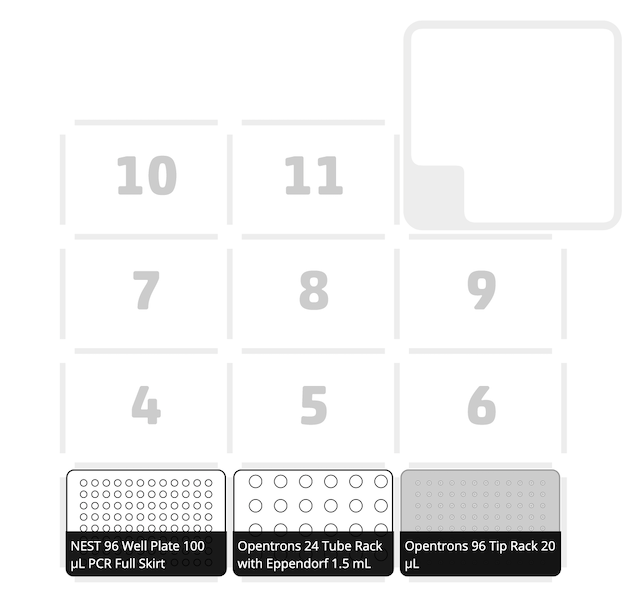 10
11
7
8
9
4
5
6
NEST 96 Well Plate 100
µL PCR Full Skirt
Opentrons 24 Tube Rack
with Eppendorf 1.5 mL
Opentrons 96 Tip Rack 20
µL